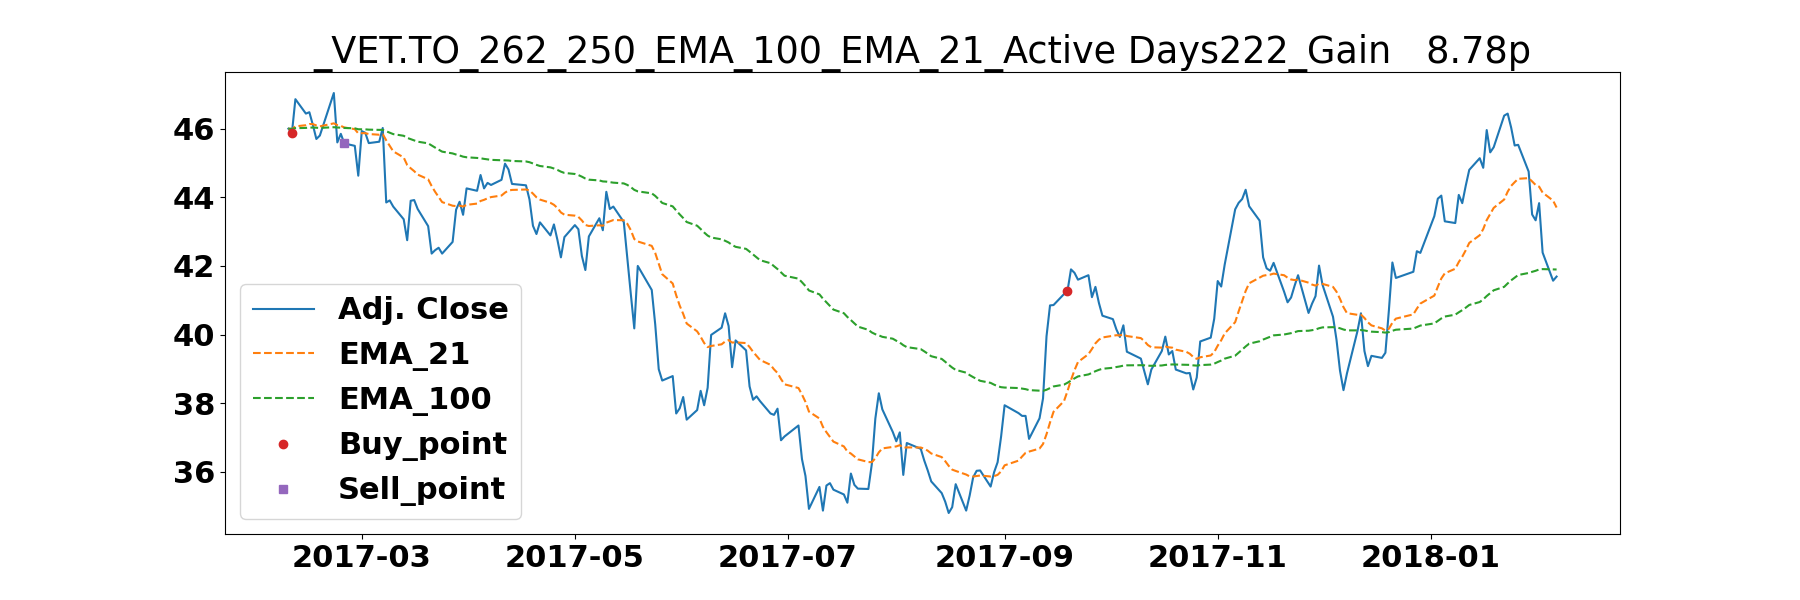 _VET.TO_262_250_EMA_100_EMA_21_Active Days222_Gain   8.78p
46
44
42
40
38
36
Adj. Close
EMA_21
EMA_100
Buy_point
Sell_point
2017-03 2017-05 2017-07 2017-09 2017-11 2018-01